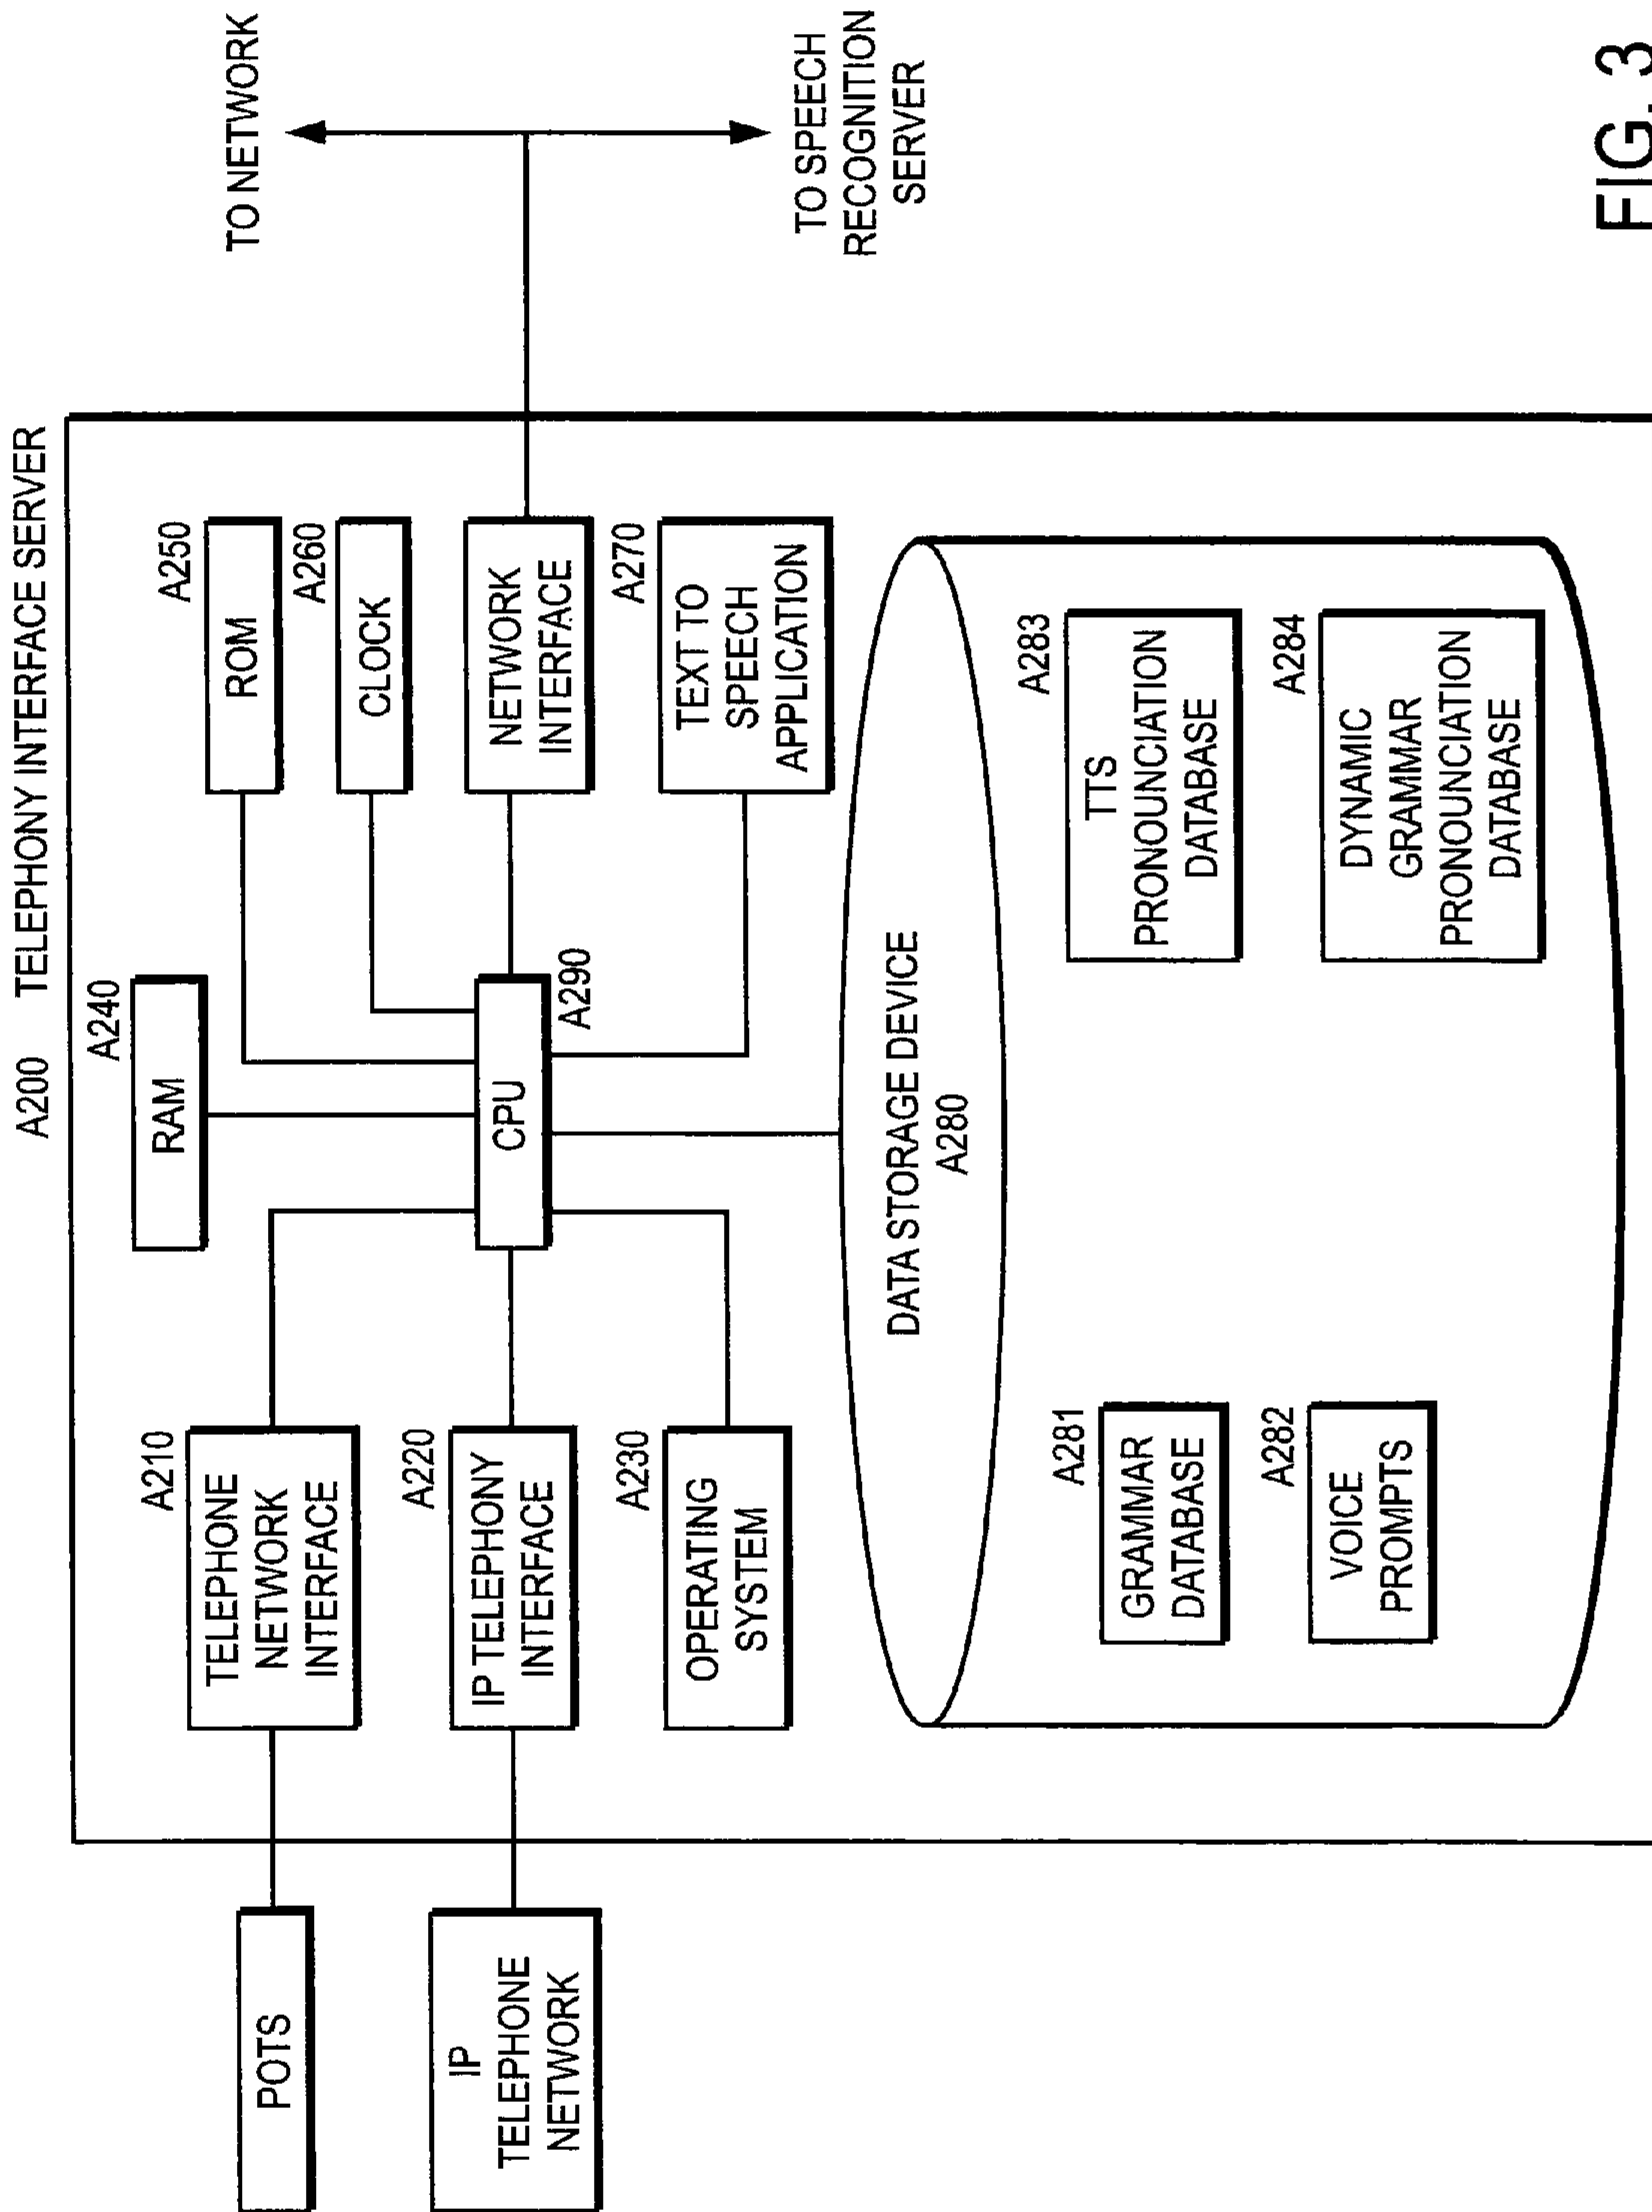 A200 TELEPHONY INTERFACE SERVER
POTS
IP
TELEPHONE
NETWORK
A210
TELEPHONE
NETWORK
INTERFACE
A220
IP TELEPHONY
INTERFACE
A230
OPERATING
SYSTEM
A240
RAM
CPU
A290
A250
ROM
A260
CLOCK
NETWORK
INTERFACE
A270
TEXT TO
SPEECH
APPLICATION
TO NETWORK
TO SPEECH
RECOGNITION
SERVER
DATA STORAGE DEVICE
A280
A281
GRAMMAR
DATABASE
A282
VOICE
PROMPTS
A283
TTS
PRONOUNCIATION
DATABASE
A284
DYNAMIC
GRAMMAR
PRONOUNCIATION
DATABASE
FIG. 3